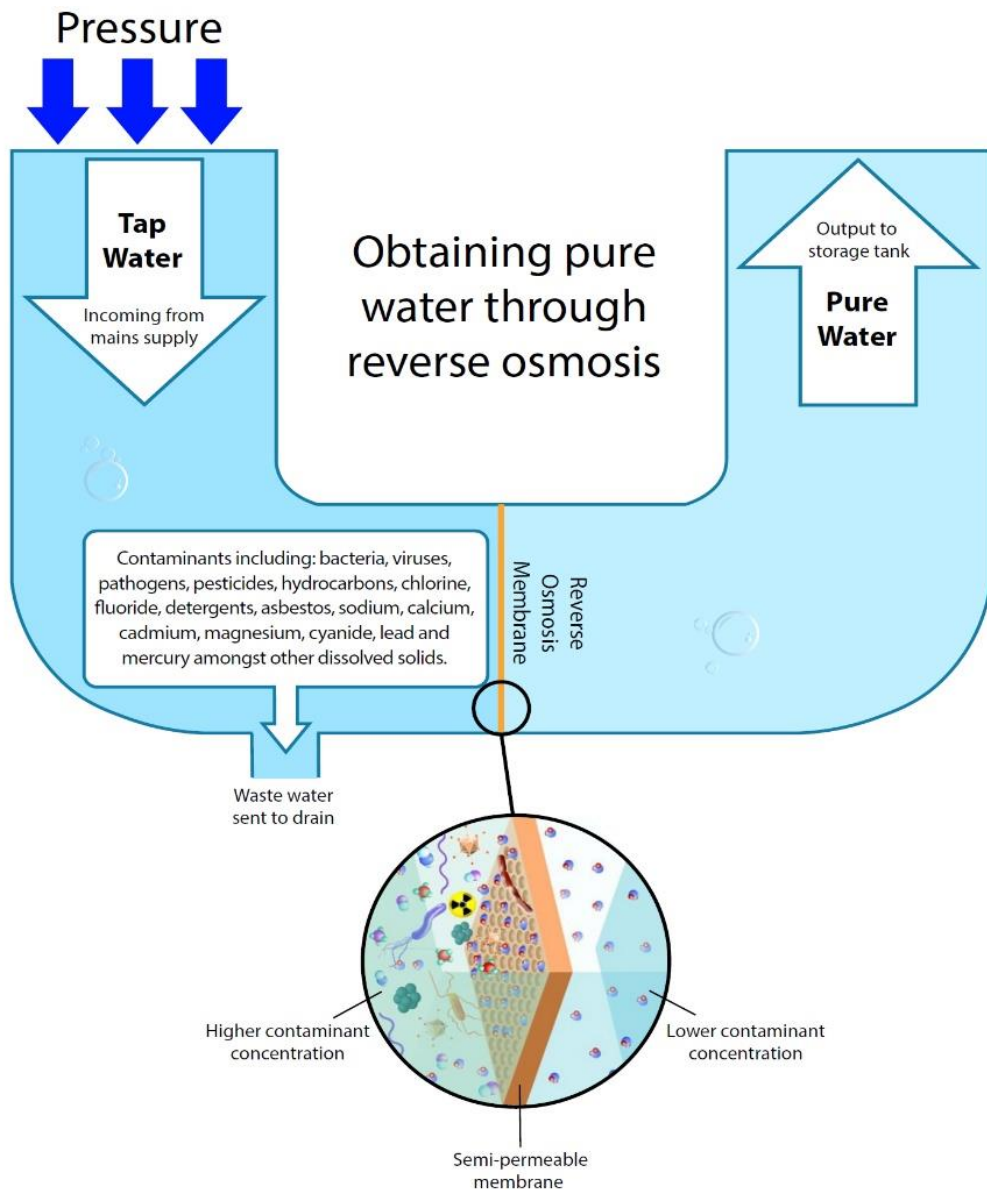 Pressure
Tap
Water
Incoming from
mains supply
Obtaining pure
water through
reverse osmosis
Output to
storage tank
Pure
Water
Contaminants including: bacteria, viruses,
pathogens, pesticides, hydrocarbons, chlorine,
fluoride, detergents, asbestos, sodium, calcium,
cadmium, magnesium, cyanide, lead and
mercury amongst other dissolved solids.
Reverse
Osmosis
Membrane
Waste water
sent to drain
Higher contaminant
concentration
Lower contaminant
concentration
Semi-permeable
membrane